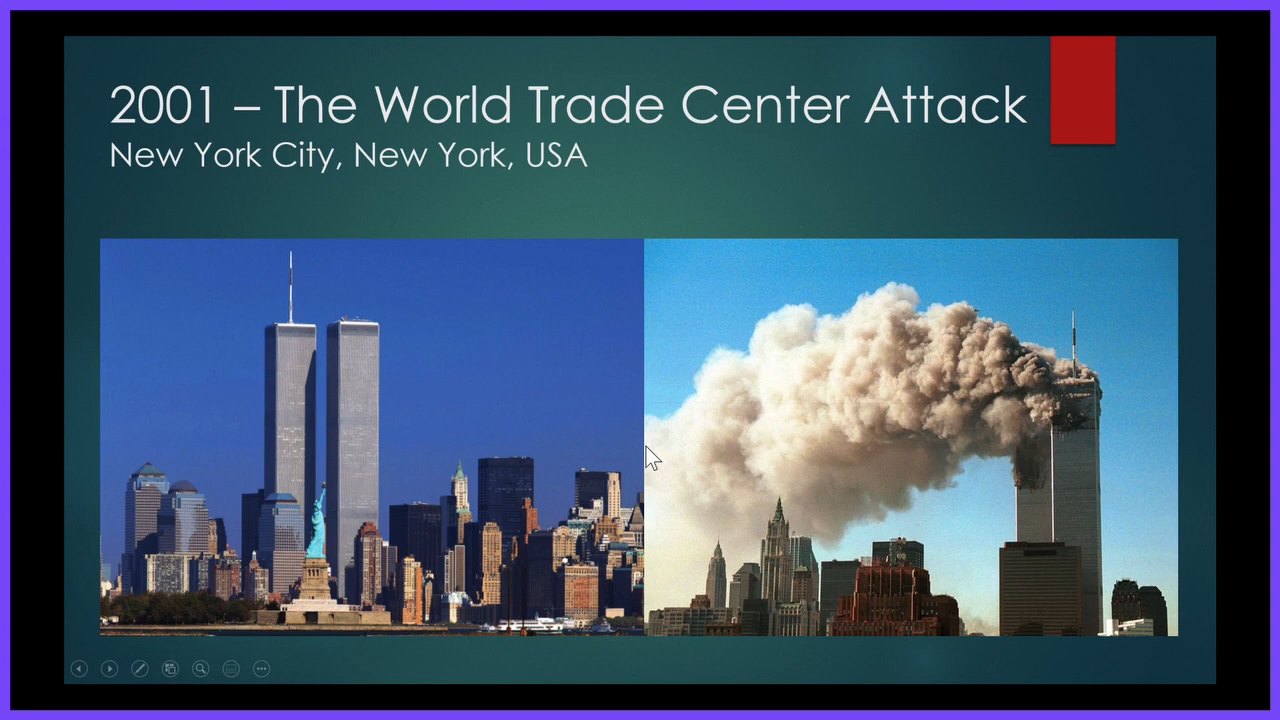 2001 – The World Trade Center Attack
New York City, New York, USA